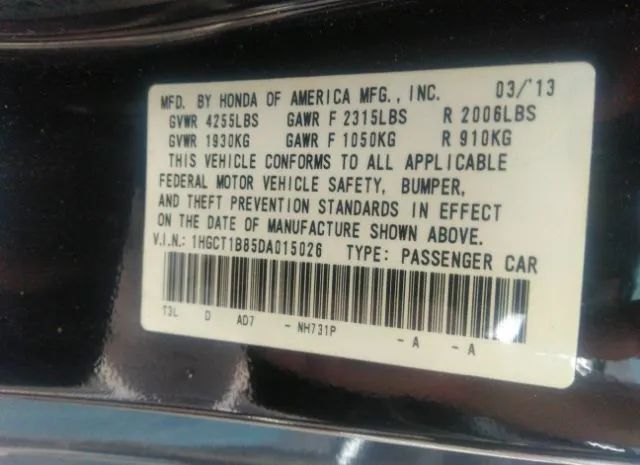 MFD. BY HONDA OF AMERICA MFG., INC. 03/'13
GVWR 4255LBS GAWR F 2315LBS R 2006LBS
GVWR 1930KG GAWR F 1050KG R 910KG
THIS VEHICLE CONFORMS TO ALL APPLICABLE
FEDERAL MOTOR VEHICLE SAFETY, BUMPER,
AND THEFT PREVENTION STANDARDS IN EFFECT
ON THE DATE OF MANUFACTURE SHOWN ABOVE.
V.I.N.: 1HGCT1B85DA015026 TYPE: PASSENGER CAR
T3L D AD7 - NH731P - A - A